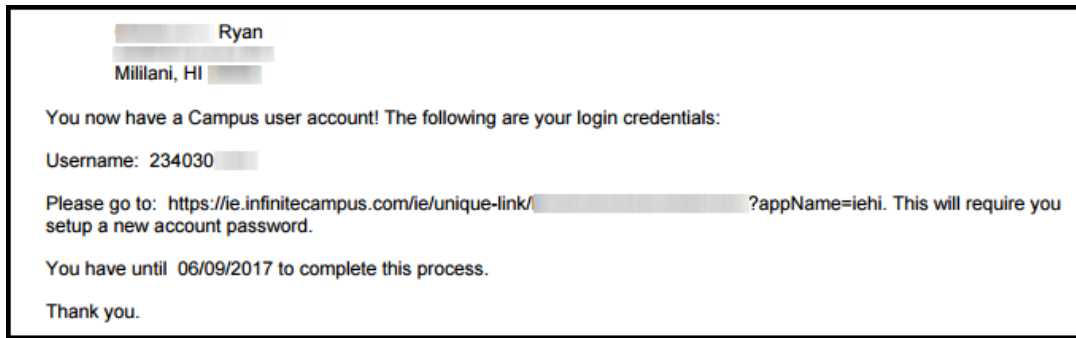 Ryan
Mililani, HI
You now have a Campus user account! The following are your login credentials:
Username:  234030
Please go to:  https://ie.infinitecampus.com/ie/unique-link/ ?appName=iehi. This will require you
setup a new account password.
You have until  06/09/2017 to complete this process.
Thank you.